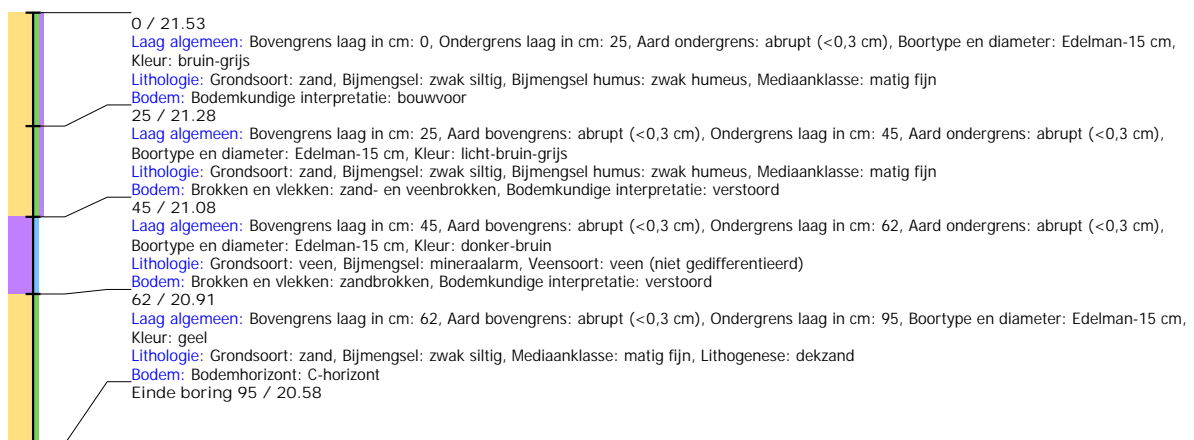 0 / 21.53
Laag algemeen: Bovengrens laag in cm: 0, Ondergrens laag in cm: 25, Aard ondergrens: abrupt (<0,3 cm), Boortype en diameter: Edelman-15 cm,
Kleur: bruin-grijs
Lithologie: Grondsoort: zand, Bijmengsel: zwak siltig, Bijmengsel humus: zwak humeus, Mediaanklasse: matig fijn
Bodem: Bodemkundige interpretatie: bouwvoor
25 / 21.28
Laag algemeen: Bovengrens laag in cm: 25, Aard bovengrens: abrupt (<0,3 cm), Ondergrens laag in cm: 45, Aard ondergrens: abrupt (<0,3 cm),
Boortype en diameter: Edelman-15 cm, Kleur: licht-bruin-grijs
Lithologie: Grondsoort: zand, Bijmengsel: zwak siltig, Bijmengsel humus: zwak humeus, Mediaanklasse: matig fijn
Bodem: Brokken en vlekken: zand- en veenbrokken, Bodemkundige interpretatie: verstoord
45 / 21.08
Laag algemeen: Bovengrens laag in cm: 45, Aard bovengrens: abrupt (<0,3 cm), Ondergrens laag in cm: 62, Aard ondergrens: abrupt (<0,3 cm),
Boortype en diameter: Edelman-15 cm, Kleur: donker-bruin
Lithologie: Grondsoort: veen, Bijmengsel: mineraalarm, Veensoort: veen (niet gedifferentieerd)
Bodem: Brokken en vlekken: zandbrokken, Bodemkundige interpretatie: verstoord
62 / 20.91
Laag algemeen: Bovengrens laag in cm: 62, Aard bovengrens: abrupt (<0,3 cm), Ondergrens laag in cm: 95, Boortype en diameter: Edelman-15 cm,
Kleur: geel
Lithologie: Grondsoort: zand, Bijmengsel: zwak siltig, Mediaanklasse: matig fijn, Lithogenese: dekzand
Bodem: Bodemhorizont: C-horizont
Einde boring 95 / 20.58